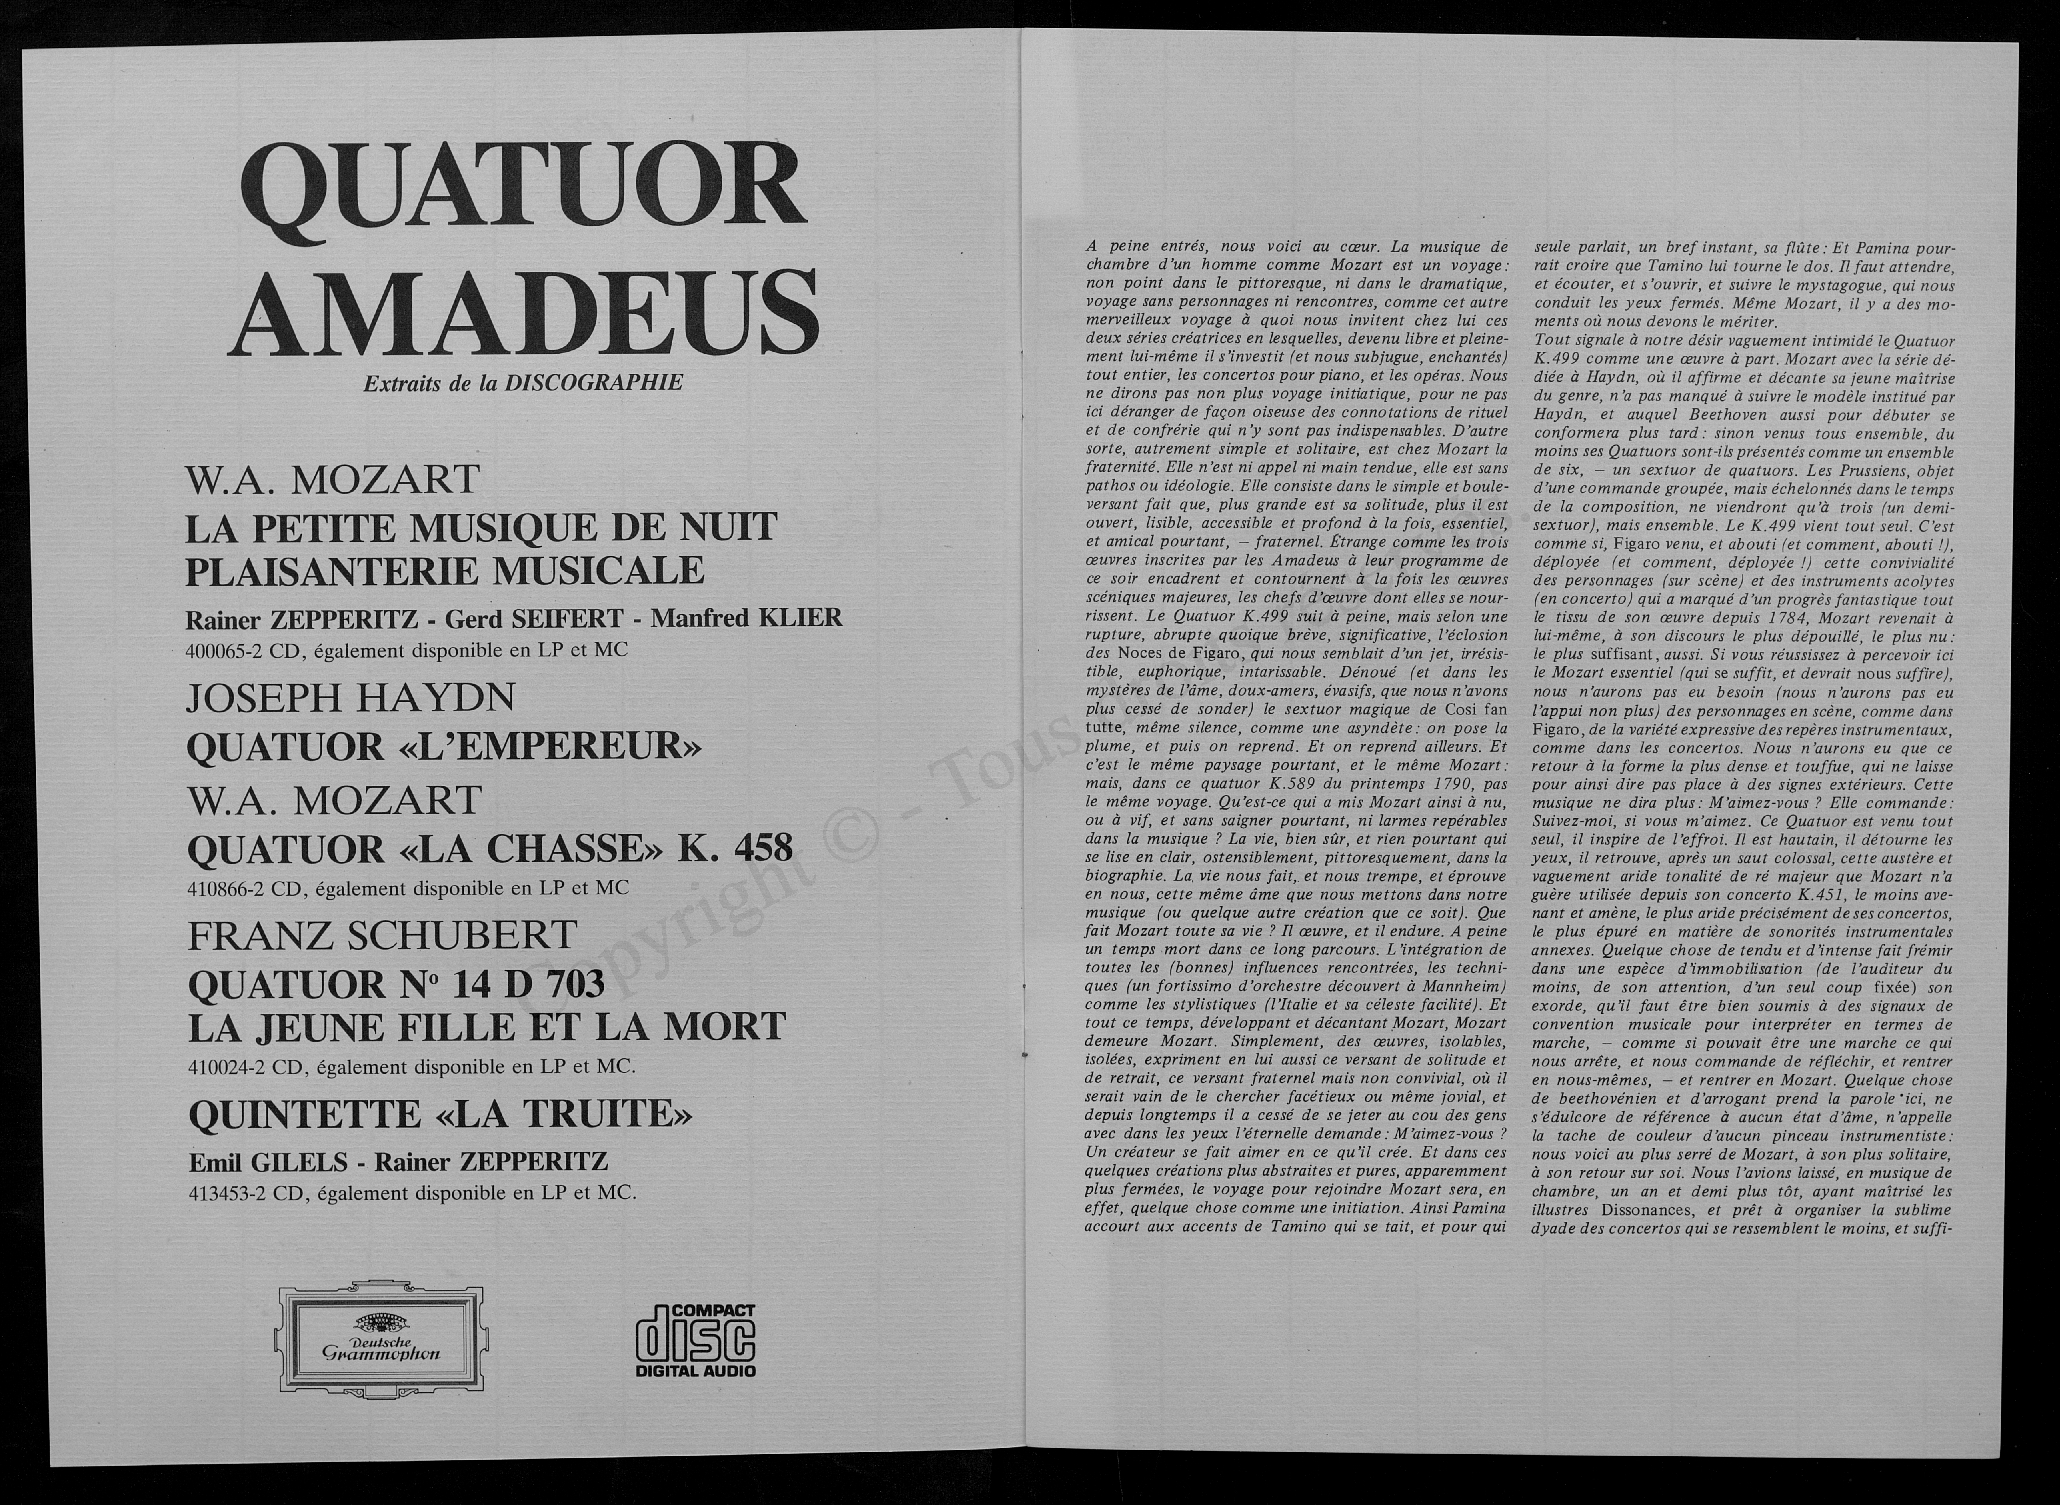 QUATUOR
AMADEUS
Extraits de la DISCOGRAPHIE
W.A. MOZART
LA PETITE MUSIQUE DE NUIT
PLAISANTERIE MUSICALE
Rainer ZEPPERITZ - Gerd SEIFERT - Manfred KLIER
400065-2 CD, également disponible en LP et MC
JOSEPH HAYDN
QUATUOR «L'EMPEREUR»
W.A. MOZART
QUATUOR «LA CHASSE» K. 458
410866-2 CD, également disponible en LP et MC
FRANZ SCHUBERT
QUATUOR Nº 14 D 703
LA JEUNE FILLE ET LA MORT
410024-2 CD, également disponible en LP et MC.
QUINTETTE «LA TRUITE»
Emil GILELS - Rainer ZEPPERITZ
413453-2 CD, également disponible en LP et MC.
Deutsche
Grammophon
COMPACT
disc
DIGITAL AUDIO
A peine entrés, nous voici au cœur. La musique de
chambre d'un homme comme Mozart est un voyage:
non point dans le pittoresque, ni dans le dramatique,
voyage sans personnages ni rencontres, comme cet autre
merveilleux voyage à quoi nous invitent chez lui ces
deux séries créatrices en lesquelles, devenu libre et pleine-
ment lui-même il s'investit (et nous subjugue, enchantés)
tout entier, les concertos pour piano, et les opéras. Nous
ne dirons pas non plus voyage initiatique, pour ne pas
ici déranger de façon oiseuse des connotations de rituel
et de confrérie qui n'y sont pas indispensables. D'autre
sorte, autrement simple et solitaire, est chez Mozart la
fraternité. Elle n'est ni appel ni main tendue, elle est sans
pathos ou idéologie. Elle consiste dans le simple et boule-
versant fait que, plus grande est sa solitude, plus il est
ouvert, lisible, accessible et profond à la fois, essentiel,
et amical pourtant, — fraternel. Étrange comme les trois
œuvres inscrites par les Amadeus à leur programme de
ce soir encadrent et contournent à la fois les œuvres
scéniques majeures, les chefs d'œuvre dont elles se nour-
rissent. Le Quatuor K.499 suit à peine, mais selon une
rupture, abrupte quoique brève, significative, l'éclosion
des Noces de Figaro, qui nous semblait d'un jet, irrésis-
tible, euphorique, intarissable. Dénoué (et dans les
mystères de l'âme, doux-amers, évasifs, que nous n'avons
plus cessé de sonder) le sextuor magique de Cosi fan
tutte, même silence, comme une asyndète: on pose la
plume, et puis on reprend. Et on reprend ailleurs. Et
c'est le même paysage pourtant, et le même Mozart:
mais, dans ce quatuor K.589 du printemps 1790, pas
le même voyage. Qu'est-ce qui a mis Mozart ainsi à nu,
ou à vif, et sans saigner pourtant, ni larmes repérables
dans la musique ? La vie, bien sûr, et rien pourtant qui
se lise en clair, ostensiblement, pittoresquement, dans la
biographie. La vie nous fait, et nous trempe, et éprouve
en nous, cette même âme que nous mettons dans notre
musique (ou quelque autre création que ce soit). Que
fait Mozart toute sa vie ? Il œuvre, et il endure. A peine
un temps mort dans ce long parcours. L'intégration de
toutes les (bonnes) influences rencontrées, les techni-
ques (un fortissimo d'orchestre découvert à Mannheim)
comme les stylistiques (l'Italie et sa céleste facilité). Et
tout ce temps, développant et décantant Mozart, Mozart
demeure Mozart. Simplement, des œuvres, isolables,
isolées, expriment en lui aussi ce versant de solitude et
de retrait, ce versant fraternel mais non convivial, où il
serait vain de le chercher facétieux ou même jovial, et
depuis longtemps il a cessé de se jeter au cou des gens
avec dans les yeux l'éternelle demande: M'aimez-vous ?
Un créateur se fait aimer en ce qu'il crée. Et dans ces
quelques créations plus abstraites et pures, apparemment
plus fermées, le voyage pour rejoindre Mozart sera, en
effet, quelque chose comme une initiation. Ainsi Pamina
accourt aux accents de Tamino qui se tait, et pour qui
seule parlait, un bref instant, sa flûte: Et Pamina pour-
rait croire que Tamino lui tourne le dos. Il faut attendre,
et écouter, et s'ouvrir, et suivre le mystagogue, qui nous
conduit les yeux fermés. Même Mozart, il y a des mo-
ments où nous devons le mériter.
Tout signale à notre désir vaguement intimidé le Quatuor
K.499 comme une œuvre à part. Mozart avec la série dé-
diée à Haydn, où il affirme et décante sa jeune maîtrise
du genre, n'a pas manqué à suivre le modèle institué par
Haydn, et auquel Beethoven aussi pour débuter se
conformera plus tard: sinon venus tous ensemble, du
moins ses Quatuors sont-ils présentés comme un ensemble
de six, — un sextuor de quatuors. Les Prussiens, objet
d'une commande groupée, mais échelonnés dans le temps
de la composition, ne viendront qu'à trois (un demi-
sextuor), mais ensemble. Le K.499 vient tout seul. C'est
comme si, Figaro venu, et abouti (et comment, abouti !),
déployée (et comment, déployée !) cette convivialité
des personnages (sur scène) et des instruments acolytes
(en concerto) qui a marqué d'un progrès fantastique tout
le tissu de son œuvre depuis 1784, Mozart revenait à
lui-même, à son discours le plus dépouillé, le plus nu:
le plus suffisant, aussi. Si vous réussissez à percevoir ici
le Mozart essentiel (qui se suffit, et devrait nous suffire),
nous n'aurons pas eu besoin (nous n'aurons pas eu
l'appui non plus) des personnages en scène, comme dans
Figaro, de la variété expressive des repères instrumentaux,
comme dans les concertos. Nous n'aurons eu que ce
retour à la forme la plus dense et touffue, qui ne laisse
pour ainsi dire pas place à des signes extérieurs. Cette
musique ne dira plus: M'aimez-vous ? Elle commande:
Suivez-moi, si vous m'aimez. Ce Quatuor est venu tout
seul, il inspire de l'effroi. Il est hautain, il détourne les
yeux, il retrouve, après un saut colossal, cette austère et
vaguement aride tonalité de ré majeur que Mozart n'a
guère utilisée depuis son concerto K.451, le moins ave-
nant et amène, le plus aride précisément de ses concertos,
le plus épuré en matière de sonorités instrumentales
annexes. Quelque chose de tendu et d'intense fait frémir
dans une espèce d'immobilisation (de l'auditeur du
moins, de son attention, d'un seul coup fixée) son
exorde, qu'il faut être bien soumis à des signaux de
convention musicale pour interpréter en termes de
marche, — comme si pouvait être une marche ce qui
nous arrête, et nous commande de réfléchir, et rentrer
en nous-mêmes, — et rentrer en Mozart. Quelque chose
de beethovénien et d'arrogant prend la parole ici, ne
s'édulcore de référence à aucun état d'âme, n'appelle
la tache de couleur d'aucun pinceau instrumentiste:
nous voici au plus serré de Mozart, à son plus solitaire,
à son retour sur soi. Nous l'avions laissé, en musique de
chambre, un an et demi plus tôt, ayant maîtrisé les
illustres Dissonances, et prêt à organiser la sublime
dyade des concertos qui se ressemblent le moins, et suffi-
Copyright © - Tous